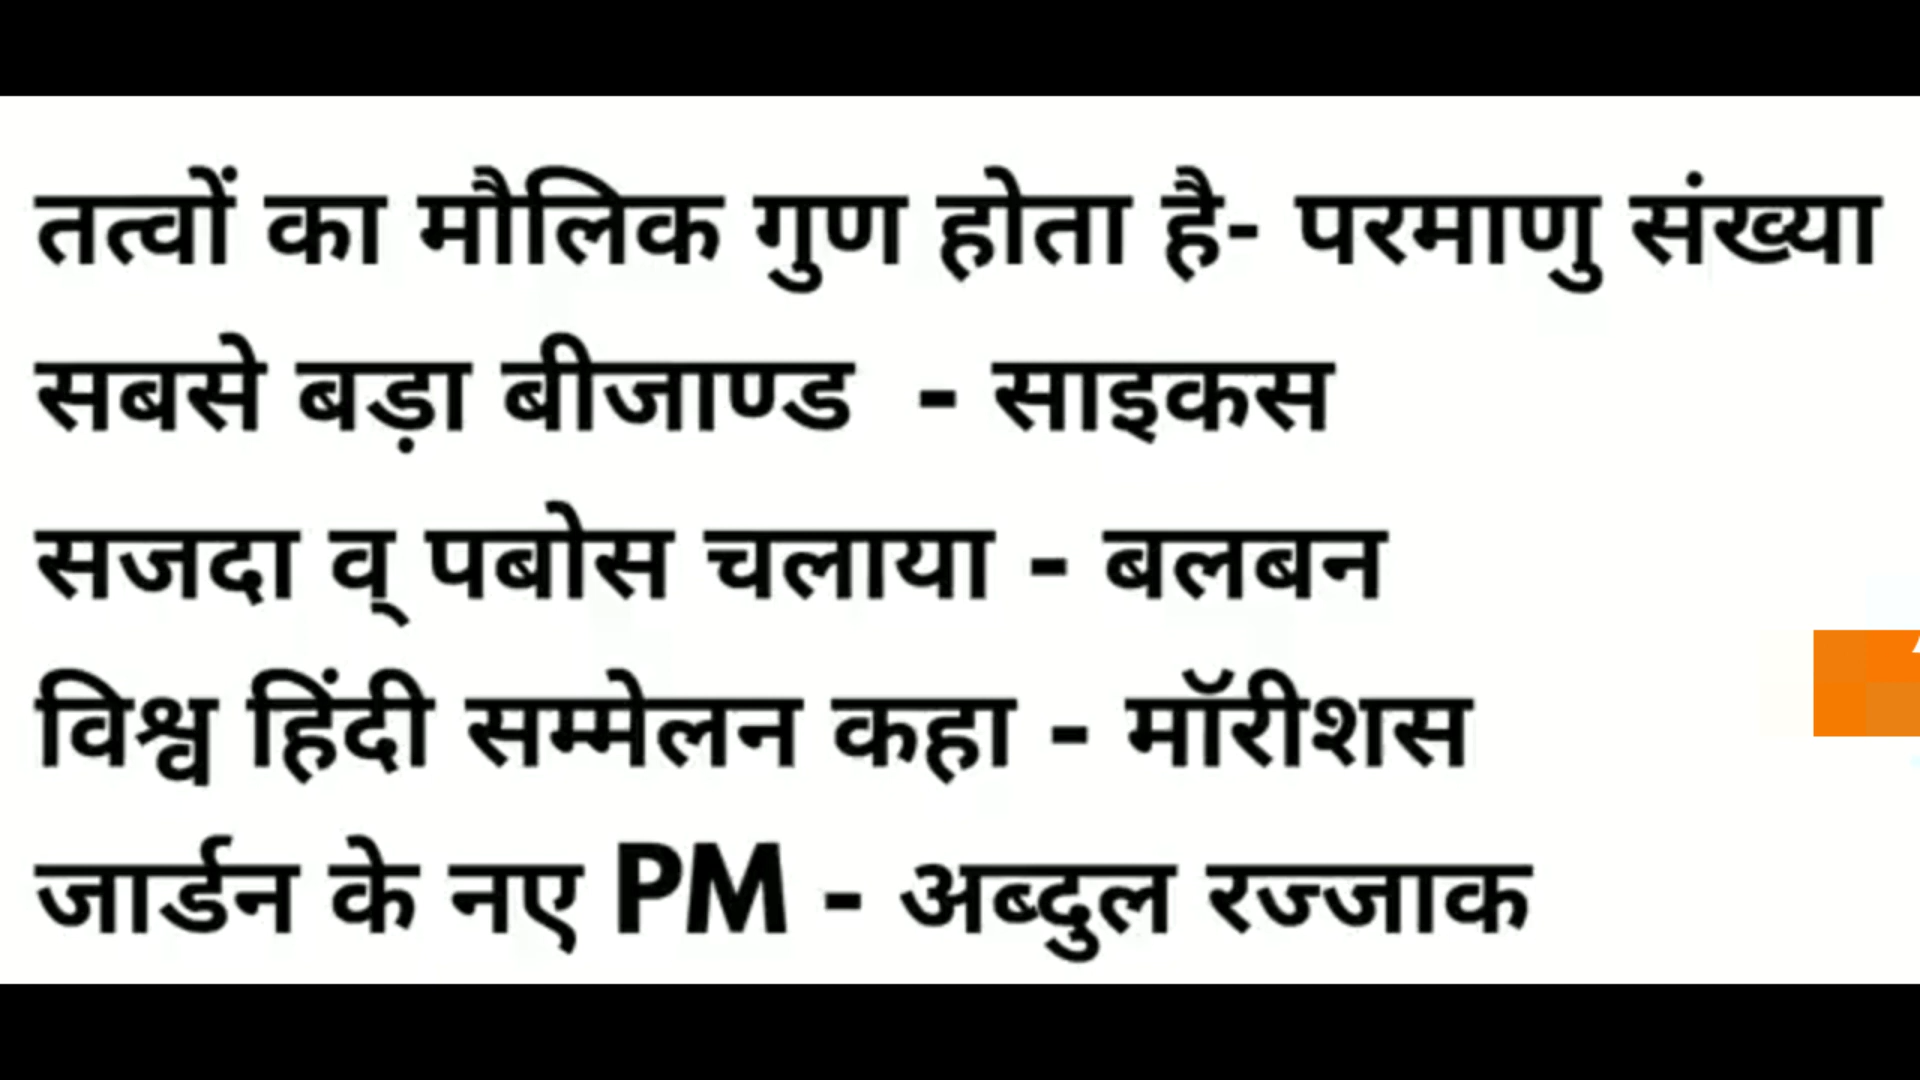 तत्वों का मौलिक गुण होता है- परमाणु संख्या
सबसे बड़ा बीजाण्ड - साइकस
सजदा व् पबोस चलाया - बलबन
विश्व हिंदी सम्मेलन कहा - मॉरीशस
जार्डन के नए PM - अब्दुल रज्जाक